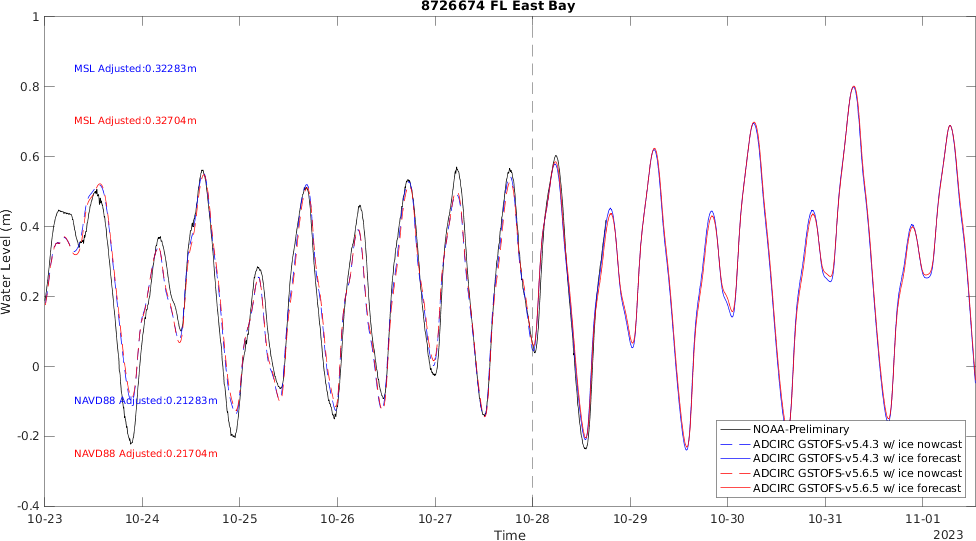 8726674 FL East Bay
1
0.8
0.6
0.4
0.2
0
-0.2
-0.4
Water Level (m)
MSL Adjusted:0.32283m
MSL Adjusted:0.32704m
NAVD88 Adjusted:0.21283m
NAVD88 Adjusted:0.21704m
NOAA-Preliminary
ADCIRC GSTOFS-v5.4.3 w/ ice nowcast
ADCIRC GSTOFS-v5.4.3 w/ ice forecast
ADCIRC GSTOFS-v5.6.5 w/ ice nowcast
ADCIRC GSTOFS-v5.6.5 w/ ice forecast
10-23 10-24 10-25 10-26 10-27 10-28 10-29 10-30 10-31 11-01
Time
2023